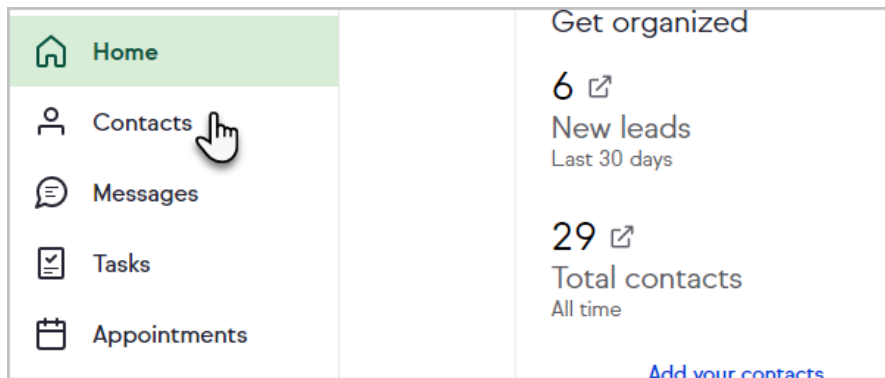 Home
Contacts
Messages
Tasks
Appointments
Get organized
6
New leads
Last 30 days
29
Total contacts
All time
Add your contacts